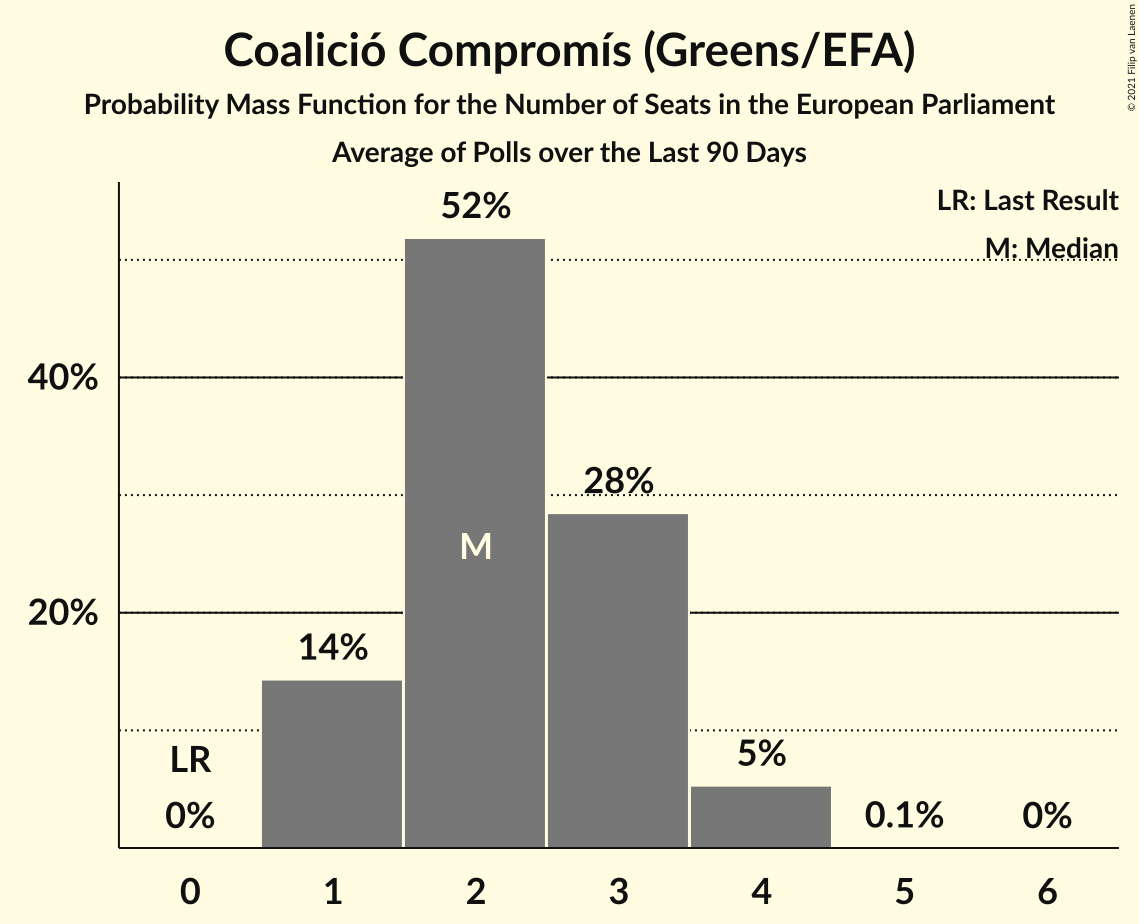 Coalició Compromís (Greens/EFA)
Probability Mass Function for the Number of Seats in the European Parliament
Average of Polls over the Last 90 Days
© 2021 Filip van Laenen
LR: Last Result
M: Median
52%
40%
28%
M
20%
14%
LR
5%
0%
0.1%
0%
0 1 2 3 4 5 6